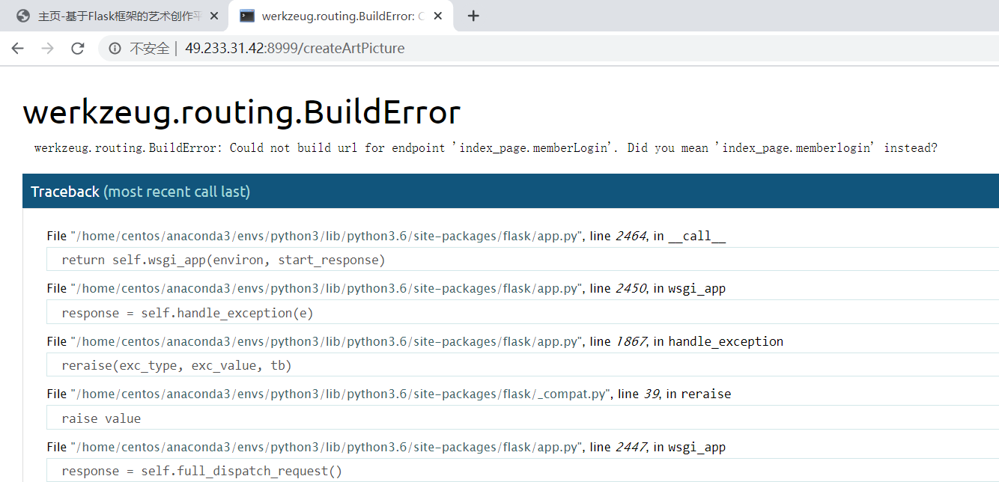 主页-基于Flask框架的艺术创作平
werkzeug.routing.BuildError: C
不安全 | 49.233.31.42:8999/createArtPicture
werkzeug.routing.BuildError
werkzeug.routing.BuildError: Could not build url for endpoint 'index_page.memberLogin'. Did you mean 'index_page.memberlogin' instead?
Traceback (most recent call last)
File "/home/centos/anaconda3/envs/python3/lib/python3.6/site-packages/flask/app.py", line 2464, in __call__
return self.wsgi_app(environ, start_response)
File "/home/centos/anaconda3/envs/python3/lib/python3.6/site-packages/flask/app.py", line 2450, in wsgi_app
response = self.handle_exception(e)
File "/home/centos/anaconda3/envs/python3/lib/python3.6/site-packages/flask/app.py", line 1867, in handle_exception
reraise(exc_type, exc_value, tb)
File "/home/centos/anaconda3/envs/python3/lib/python3.6/site-packages/flask/_compat.py", line 39, in reraise
raise value
File "/home/centos/anaconda3/envs/python3/lib/python3.6/site-packages/flask/app.py", line 2447, in wsgi_app
response = self.full_dispatch_request()